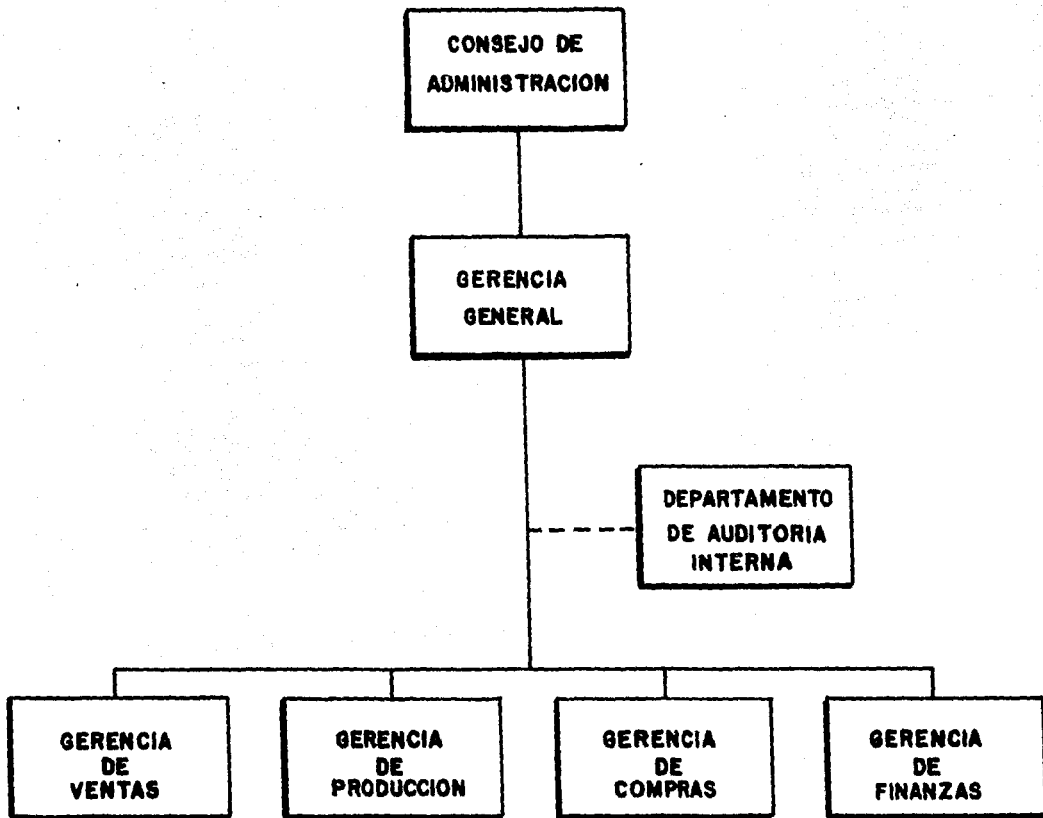 CONSEJO DE
ADMINISTRACION
GERENCIA
GENERAL
DEPARTAMENTO
DE AUDITORIA
INTERNA
GERENCIA
DE
VENTAS
GERENCIA
DE
PRODUCCION
GERENCIA
DE
COMPRAS
GERENCIA
DE
FINANZAS